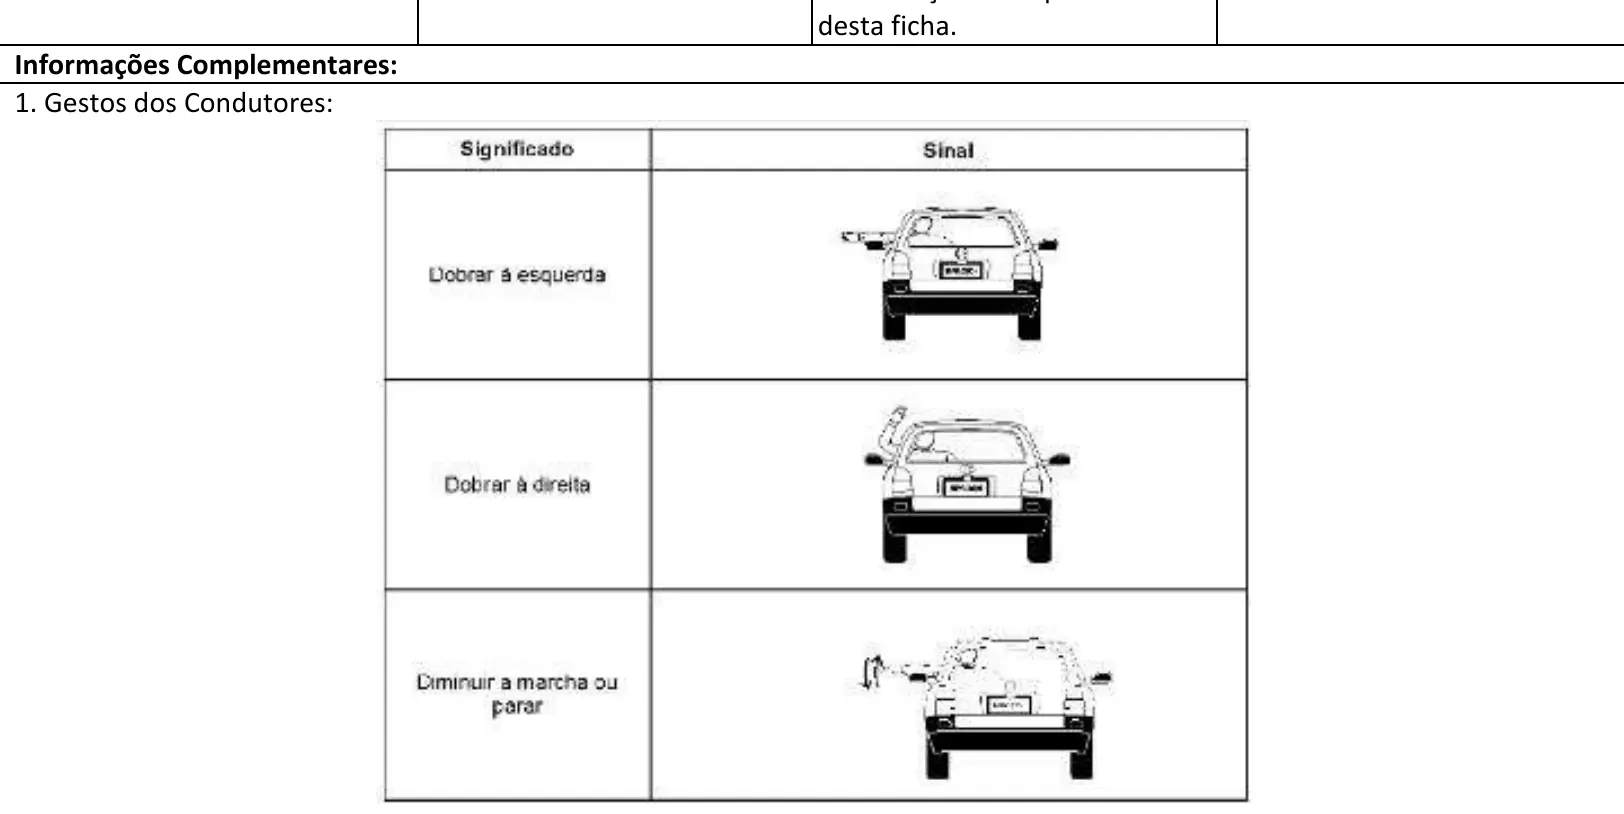 desta ficha.
Informações Complementares:
1. Gestos dos Condutores:
Significado
Sinal
Dobrar à esquerda
Dobrar à direita
Diminuir a marcha ou
parar